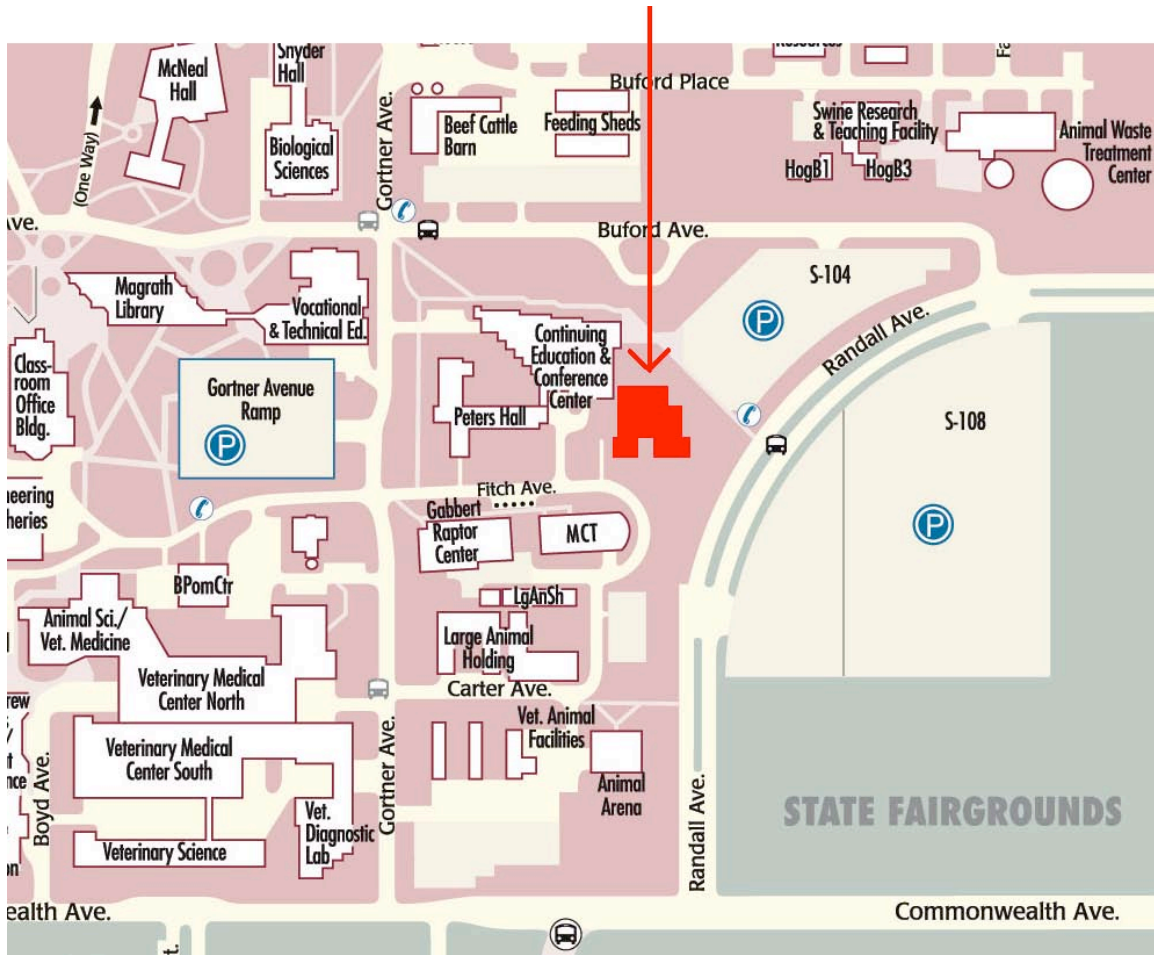 McNeal
Hall
Snyder
Hall
Gortner Ave.
Buford Place
(One Way)
Biological
Sciences
Beef Cattle
Barn
Feeding Sheds
Swine Research
& Teaching Facility
HogB1
HogB3
Animal Waste
Treatment
Center
Ave.
Buford Ave.
Magrath
Library
Vocational
& Technical Ed.
Continuing
Education &
Conference
Center
S-104
P
Randall Ave.
Class-
room
Office
Bldg.
Gortner Avenue
Ramp
P
Peters Hall
S-108
P
Fitch Ave.
Gabbert
Raptor
Center
MCT
BPomCtr
LgAnSh
Animal Sci./
Vet. Medicine
Large Animal
Holding
Veterinary Medical
Center North
Carter Ave.
Vet. Animal
Facilities
Veterinary Medical
Center South
Animal
Arena
Boyd Ave.
Gortner Ave.
Randall Ave.
Vet.
Diagnostic
Lab
Veterinary Science
STATE FAIRGROUNDS
ealth Ave.
Commonwealth Ave.